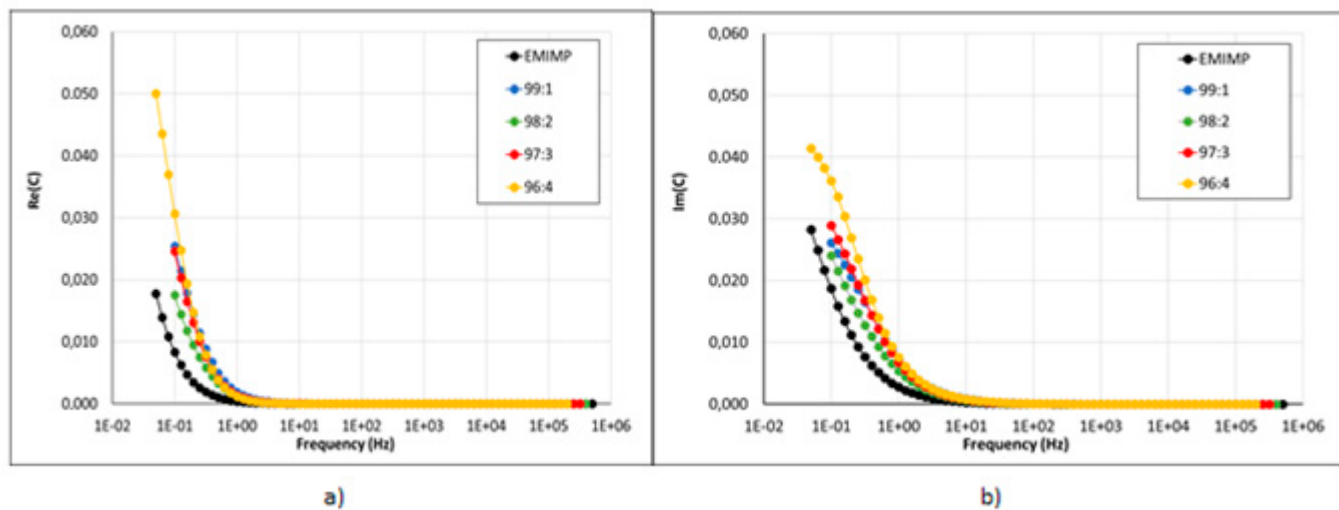 0,060
0.050
0.040
0,030
0,020
0,010
0.000
Re(C)
1E-02 1E-01 1E+00 1E+01 1E+02 1E+03 1E+04 1E+05 1E+06
Frequency (Hz)
EMIMP
99:1
98:2
97:3
96:4
a)
0,060
0,050
0,040
0,030
0,020
0,010
0,000
Im(C)
1E-02 1E-01 1E+00 1E+01 1E+02 1E+03 1E+04 1E+05 1E+06
Frequency (Hz)
EMIMP
99:1
98:2
97:3
96:4
b)